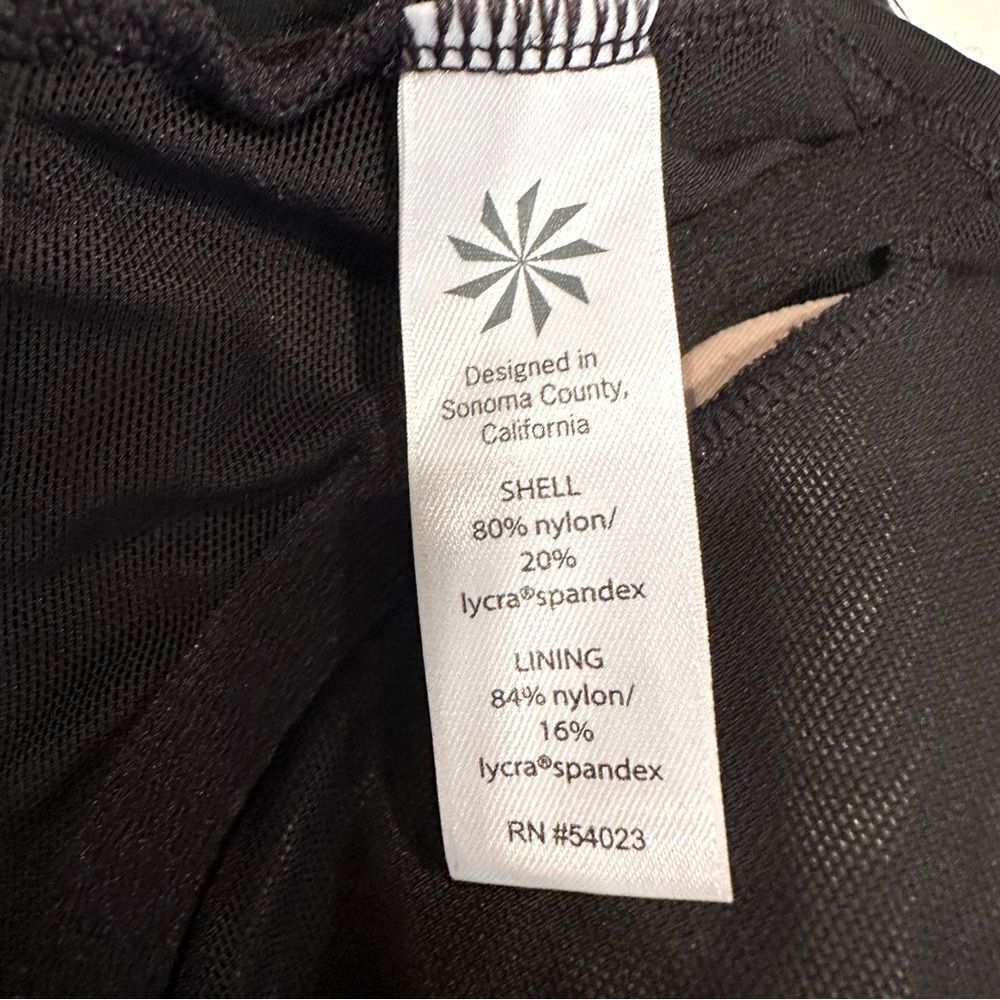 Designed in
Sonoma County,
California
SHELL
80% nylon/
20%
lycra®spandex
LINING
84% nylon/
16%
lycra®spandex
RN #54023